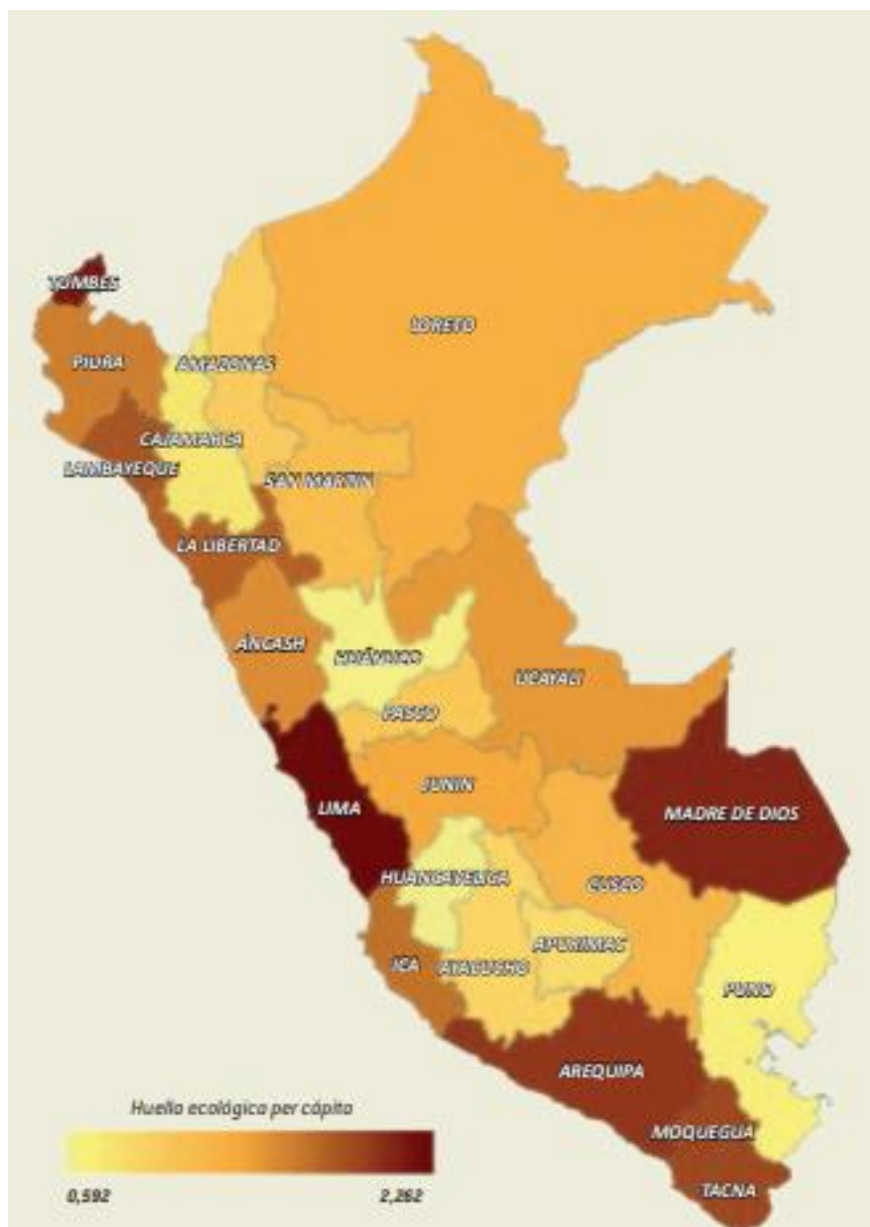 TUMBES
LORETO
PIURA
AMAZONAS
CAJAMARCA
LAMBAYEQUE
SAN MARTIN
LA LIBERTAD
ÁNCASH
HUÁNUCO
UCAYALI
PASCO
JUNIN
LIMA
MADRE DE DIOS
HUANCAVELICA
CUSCO
APURIMAC
ICA
AYACUCHO
PUNO
AREQUIPA
Huella ecológica per cápita
MOQUEGUA
0,592
2,262
TACNA